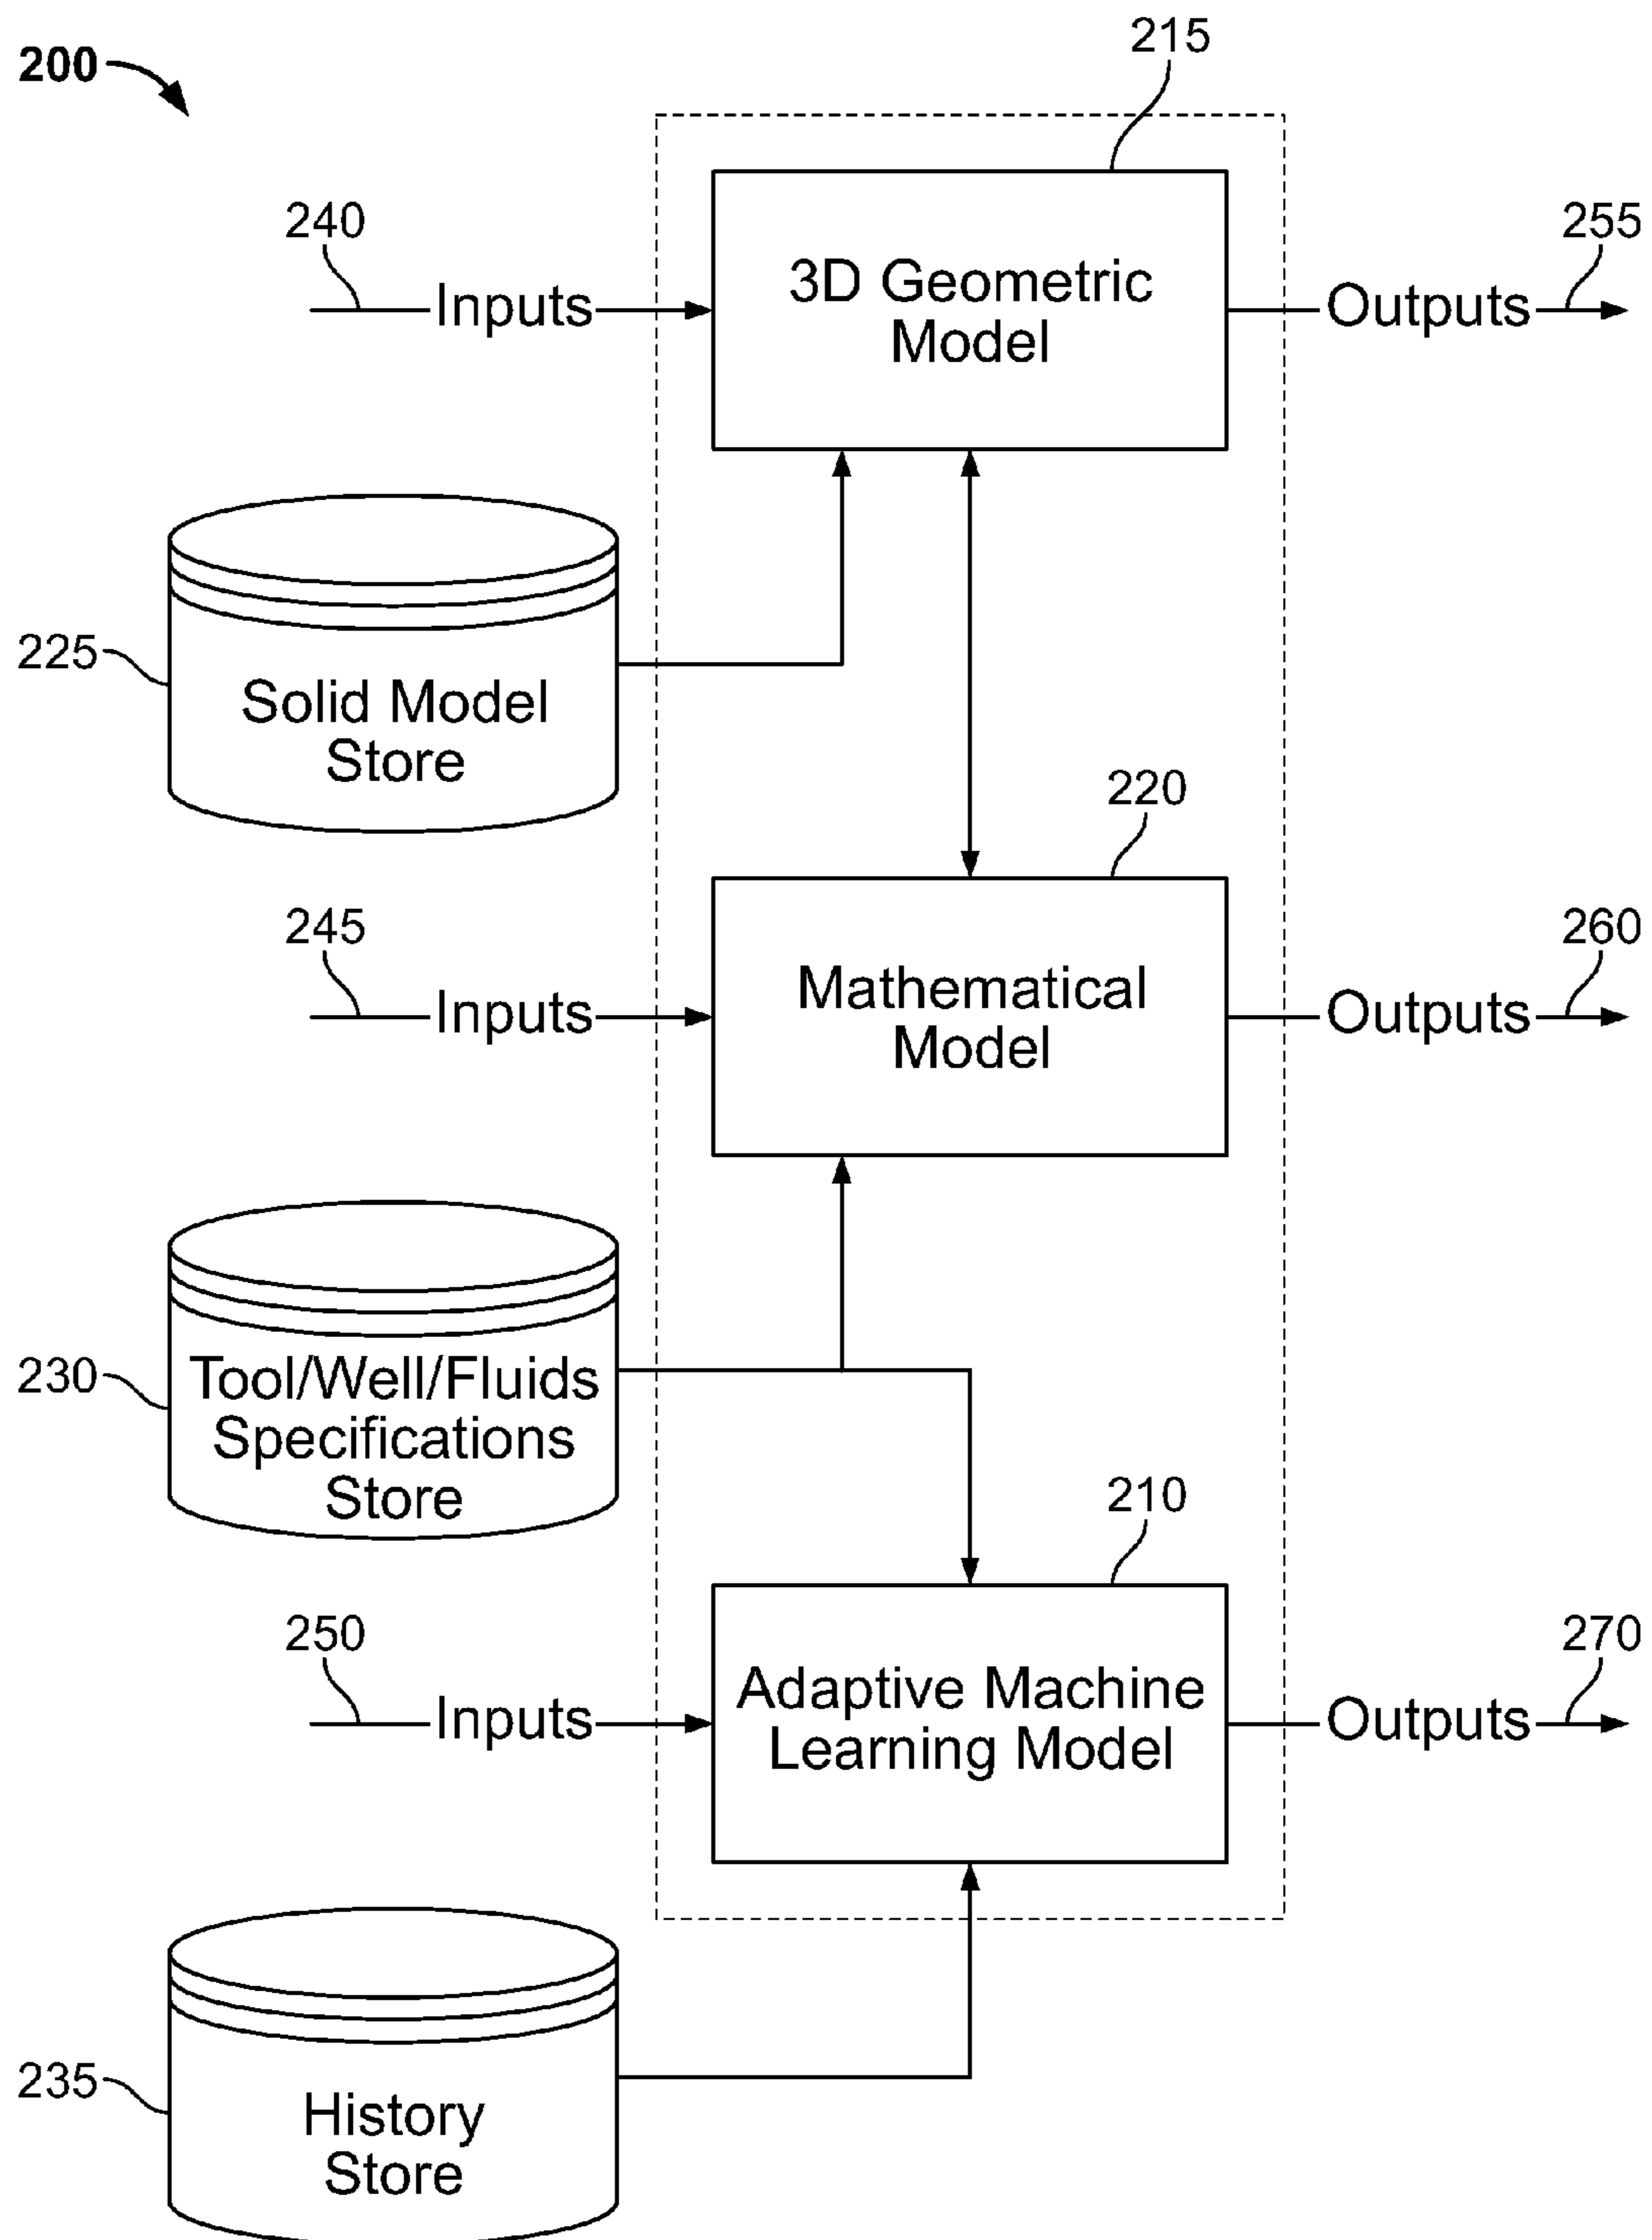 200
215
240
255
Inputs
3D Geometric
Model
Outputs
225
Solid Model
Store
220
245
260
Inputs
Mathematical
Model
Outputs
230
Tool/Well/Fluids
Specifications
Store
210
250
270
Inputs
Adaptive Machine
Learning Model
Outputs
235
History
Store